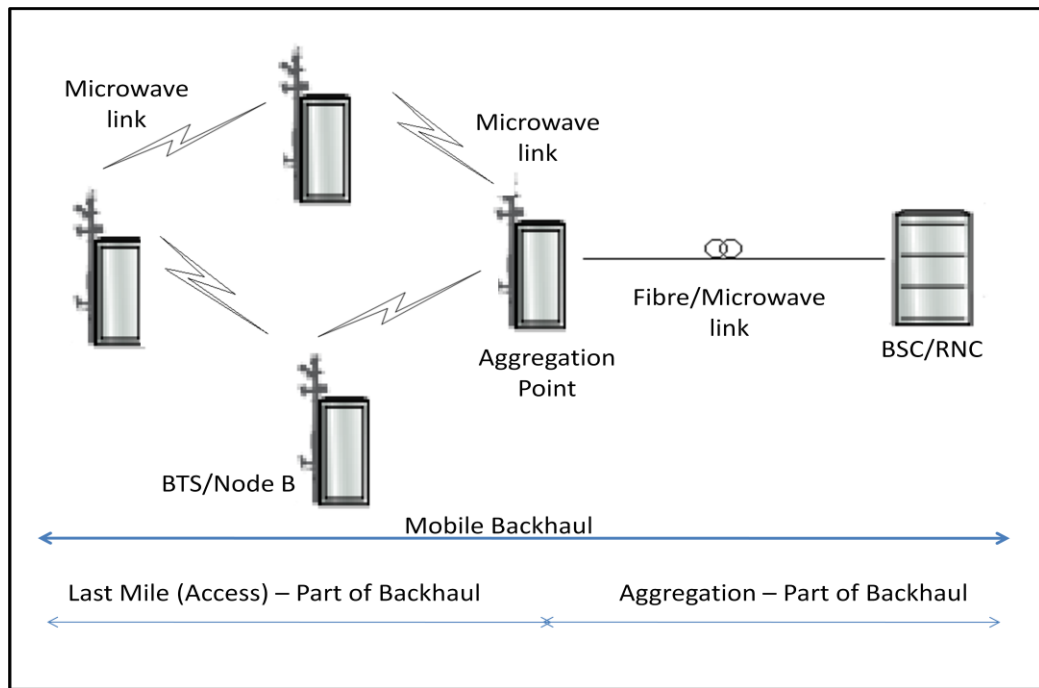 Microwave
link
Microwave
link
Fibre/Microwave
link
BSC/RNC
Aggregation
Point
BTS/Node B
Mobile Backhaul
Last Mile (Access) – Part of Backhaul
Aggregation – Part of Backhaul